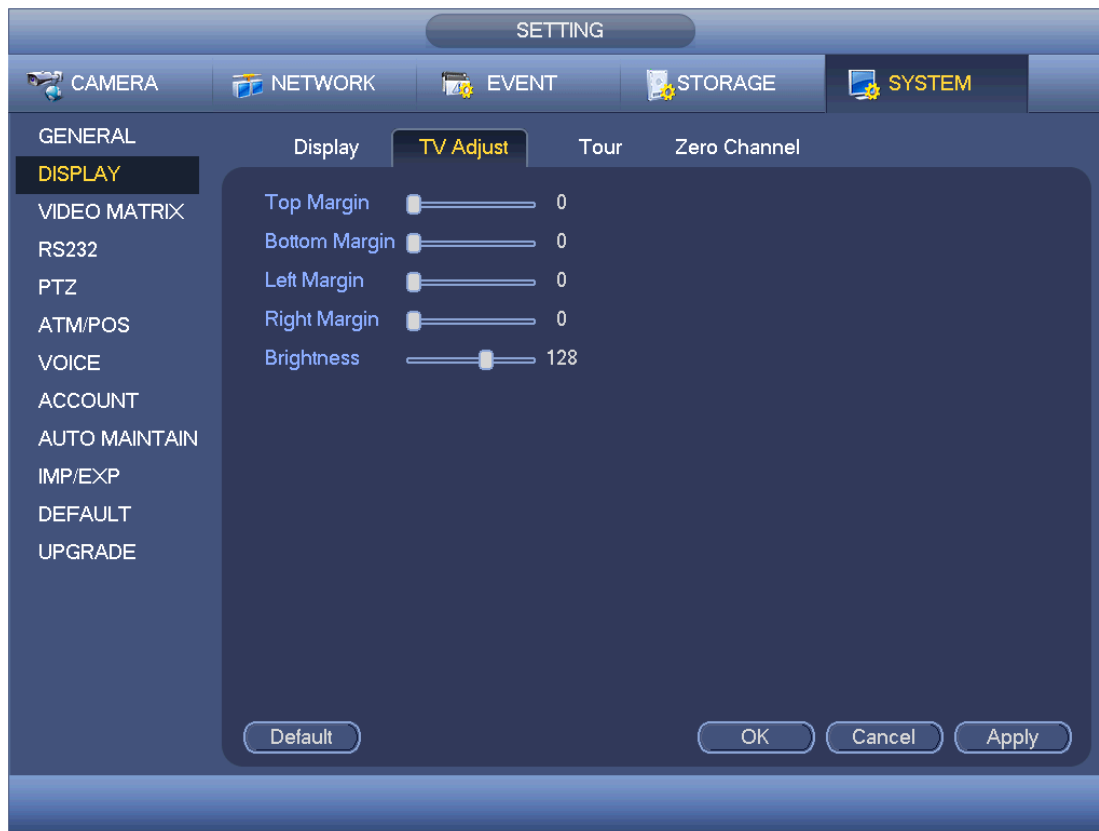 SETTING
CAMERA NETWORK EVENT STORAGE SYSTEM
GENERAL
DISPLAY
VIDEO MATRIX
RS232
PTZ
ATM/POS
VOICE
ACCOUNT
AUTO MAINTAIN
IMP/EXP
DEFAULT
UPGRADE
Display TV Adjust Tour Zero Channel
Top Margin 0
Bottom Margin 0
Left Margin 0
Right Margin 0
Brightness 128
Default OK Cancel Apply